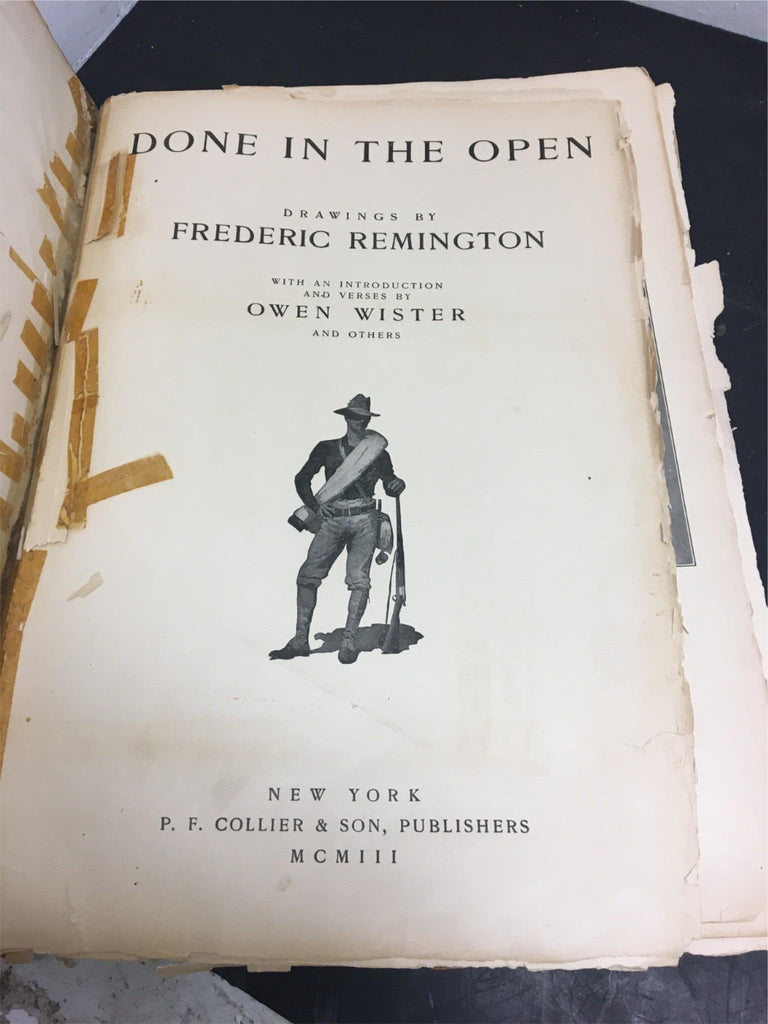 DONE IN THE OPEN
DRAWINGS BY
FREDERIC REMINGTON
WITH AN INTRODUCTION
AND VERSES BY
OWEN WISTER
AND OTHERS
NEW YORK
P. F. COLLIER & SON, PUBLISHERS
MCMIII